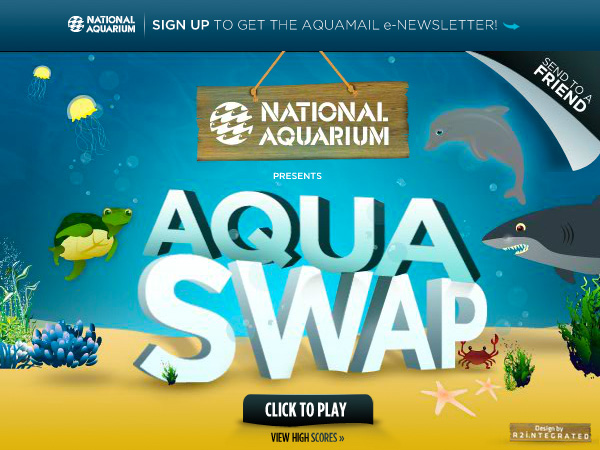 NATIONAL AQUARIUM
SIGN UP TO GET THE AQUAMAIL e-NEWSLETTER!
SEND TO A FRIEND
NATIONAL
AQUARIUM
PRESENTS
AQUA
SWAP
CLICK TO PLAY
VIEW HIGH SCORES »
Design by
R2INTEGRATED